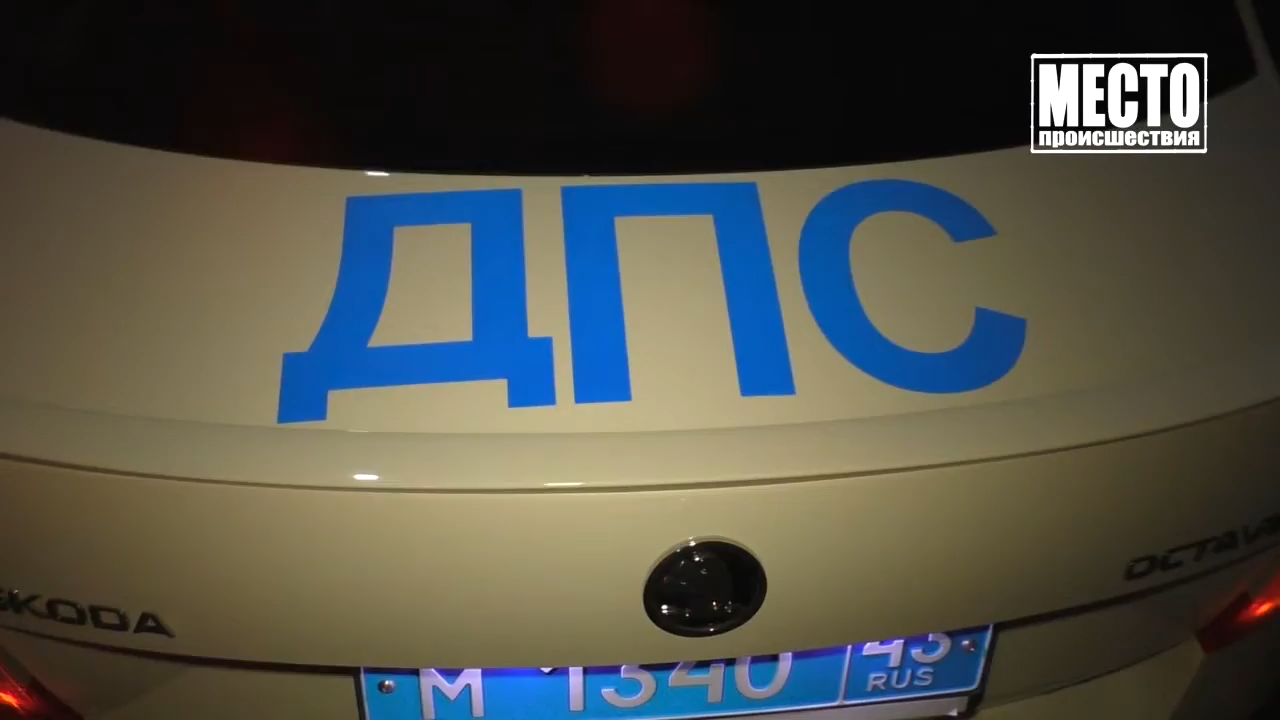 МЕСТО
ПРОИСШЕСТВИЯ
ДПС
SKODA
OCTAVIA
М 1340 43
RUS